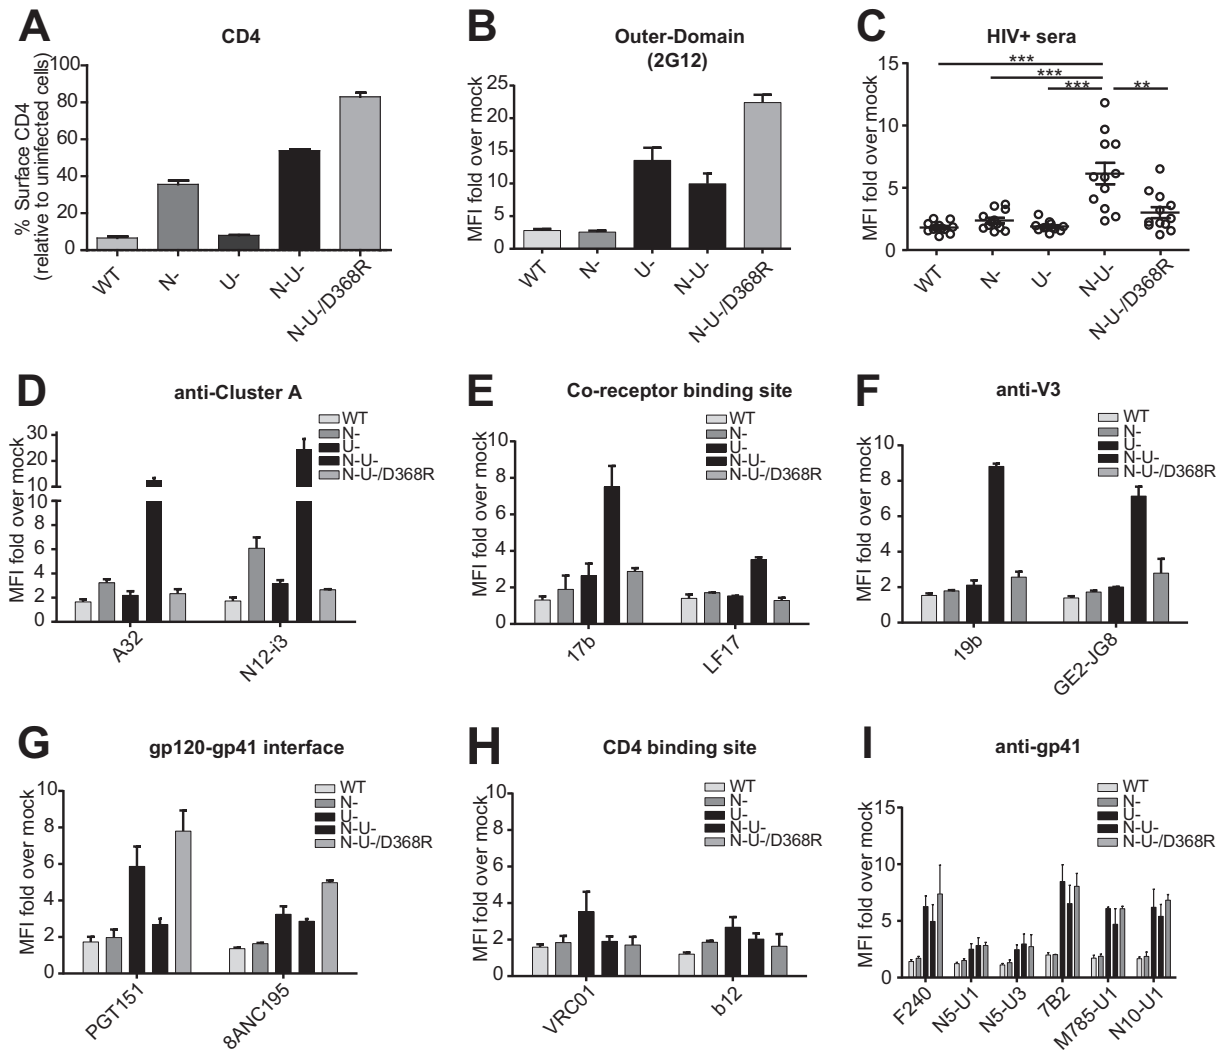 A
CD4
% Surface CD4
(relative to uninfected cells)
100
80
60
40
20
0
WT
N-
U-
N-U-
N-U-/D368R
B
Outer-Domain
(2G12)
MFI fold over mock
25
20
15
10
5
0
WT
N-
U-
N-U-
N-U-/D368R
C
HIV+ sera
MFI fold over mock
15
10
5
0
***
***
***
**
WT
N-
U-
N-U-
N-U-/D368R
D
anti-Cluster A
WT
N-
U-
N-U-
N-U-/D368R
MFI fold over mock
30
20
10
10
8
6
4
2
0
A32
N12-i3
E
Co-receptor binding site
WT
N-
U-
N-U-
N-U-/D368R
MFI fold over mock
10
8
6
4
2
0
17b
LF17
F
anti-V3
WT
N-
U-
N-U-
N-U-/D368R
MFI fold over mock
10
8
6
4
2
0
19b
GE2-JG8
G
gp120-gp41 interface
WT
N-
U-
N-U-
N-U-/D368R
MFI fold over mock
10
8
6
4
2
0
PGT151
8ANC195
H
CD4 binding site
WT
N-
U-
N-U-
N-U-/D368R
MFI fold over mock
10
8
6
4
2
0
VRC01
b12
I
anti-gp41
WT
N-
U-
N-U-
N-U-/D368R
MFI fold over mock
15
10
5
0
F240
N5-U1
N5-U3
7B2
M785-U1
N10-U1